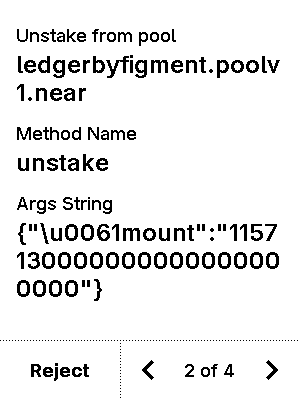 Unstake from pool
ledgerbyfigment.poolv
1.near
Method Name
unstake
Args String
{"\u0061mount":"1157
13000000000000000000
0000"}
Reject
2 of 4